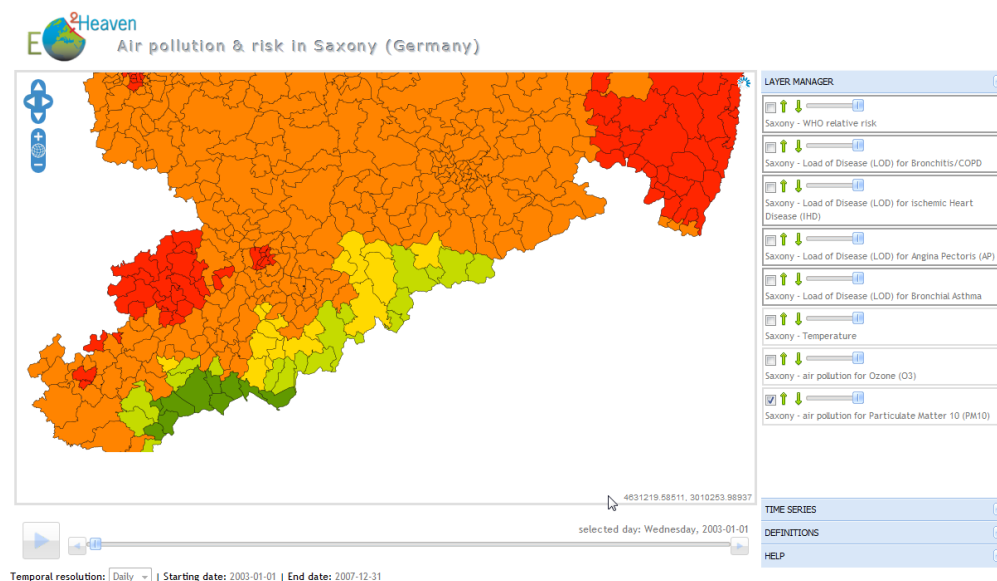 EO2Heaven
Air pollution & risk in Saxony (Germany)
LAYER MANAGER
Saxony - WHO relative risk
Saxony - Load of Disease (LOD) for Bronchitis/COPD
Saxony - Load of Disease (LOD) for ischemic Heart
Disease (IHD)
Saxony - Load of Disease (LOD) for Angina Pectoris (AP)
Saxony - Load of Disease (LOD) for Bronchial Asthma
Saxony - Temperature
Saxony - air polution for Ozone (O3)
Saxony - air polution for Particulate Matter 10 (PM10)
4631219.58511, 3010253.98937
TIME SERIES
selected day: Wednesday, 2003-01-01
DEFINITIONS
HELP
Temporal resolution: Daily | Starting date: 2003-01-01 | End date: 2007-12-31